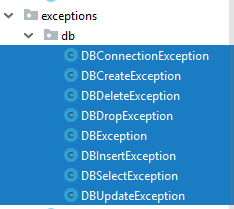 exceptions
db
DBConnectionException
DBCreateException
DBDeleteException
DBDropException
DBException
DBInsertException
DBSelectException
DBUpdateException